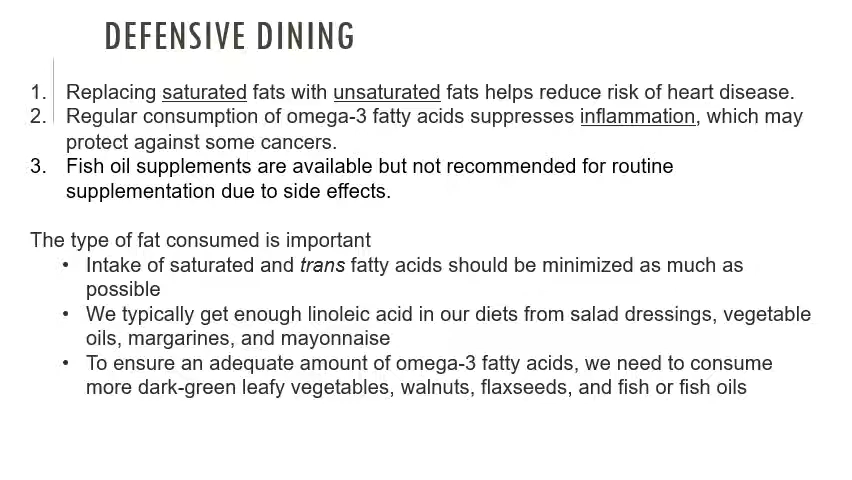 DEFENSIVE DINING
1. Replacing saturated fats with unsaturated fats helps reduce risk of heart disease.
2. Regular consumption of omega-3 fatty acids suppresses inflammation, which may
protect against some cancers.
3. Fish oil supplements are available but not recommended for routine
supplementation due to side effects.
The type of fat consumed is important
• Intake of saturated and trans fatty acids should be minimized as much as
possible
• We typically get enough linoleic acid in our diets from salad dressings, vegetable
oils, margarines, and mayonnaise
• To ensure an adequate amount of omega-3 fatty acids, we need to consume
more dark-green leafy vegetables, walnuts, flaxseeds, and fish or fish oils